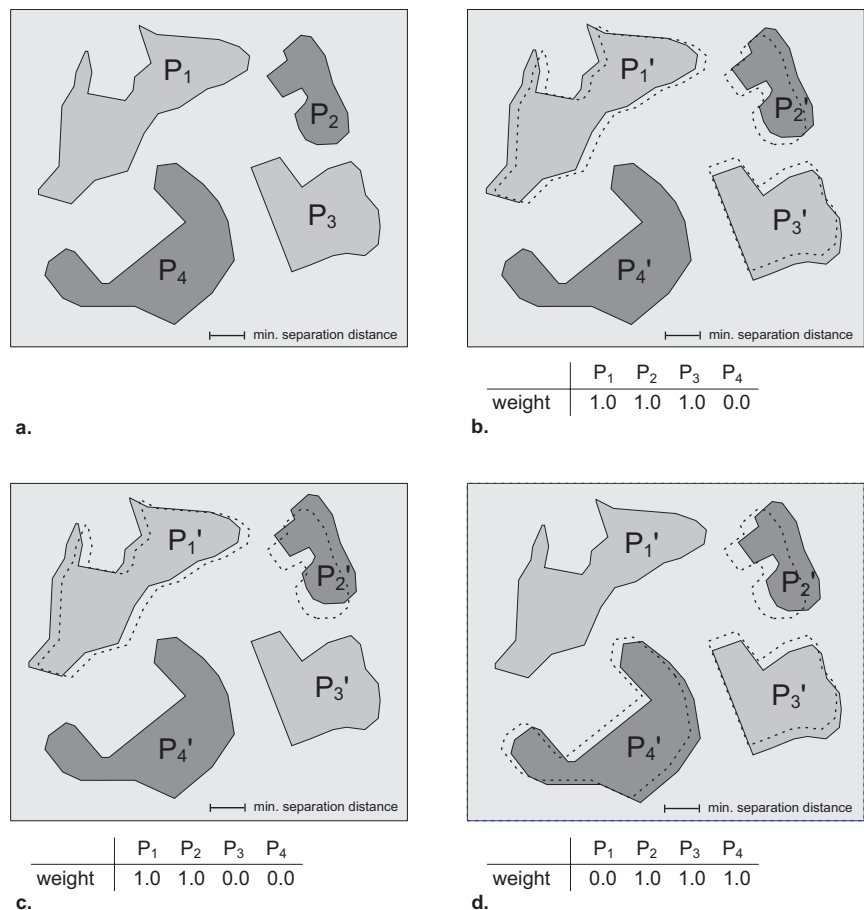 P₁
P₂
P₃
P₄
min. separation distance
a.
P₁'
P₂'
P₃'
P₄'
min. separation distance
P₁ P₂ P₃ P₄
weight 1.0 1.0 1.0 0.0
b.
P₁'
P₂'
P₃'
P₄'
min. separation distance
P₁ P₂ P₃ P₄
weight 1.0 1.0 0.0 0.0
c.
P₁'
P₂'
P₃'
P₄'
min. separation distance
P₁ P₂ P₃ P₄
weight 0.0 1.0 1.0 1.0
d.